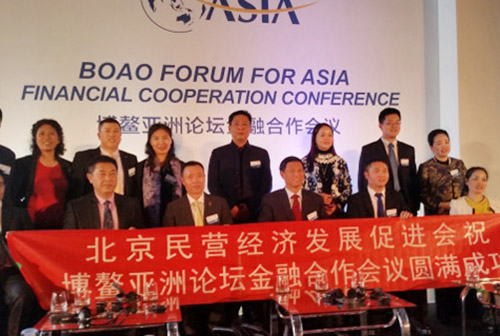 ASIA
BOAO FORUM FOR ASIA
FINANCIAL COOPERATION CONFERENCE
博鳌亚洲论坛金融合作会议
北京民营经济发展促进会祝
博鳌亚洲论坛金融合作会议圆满成功